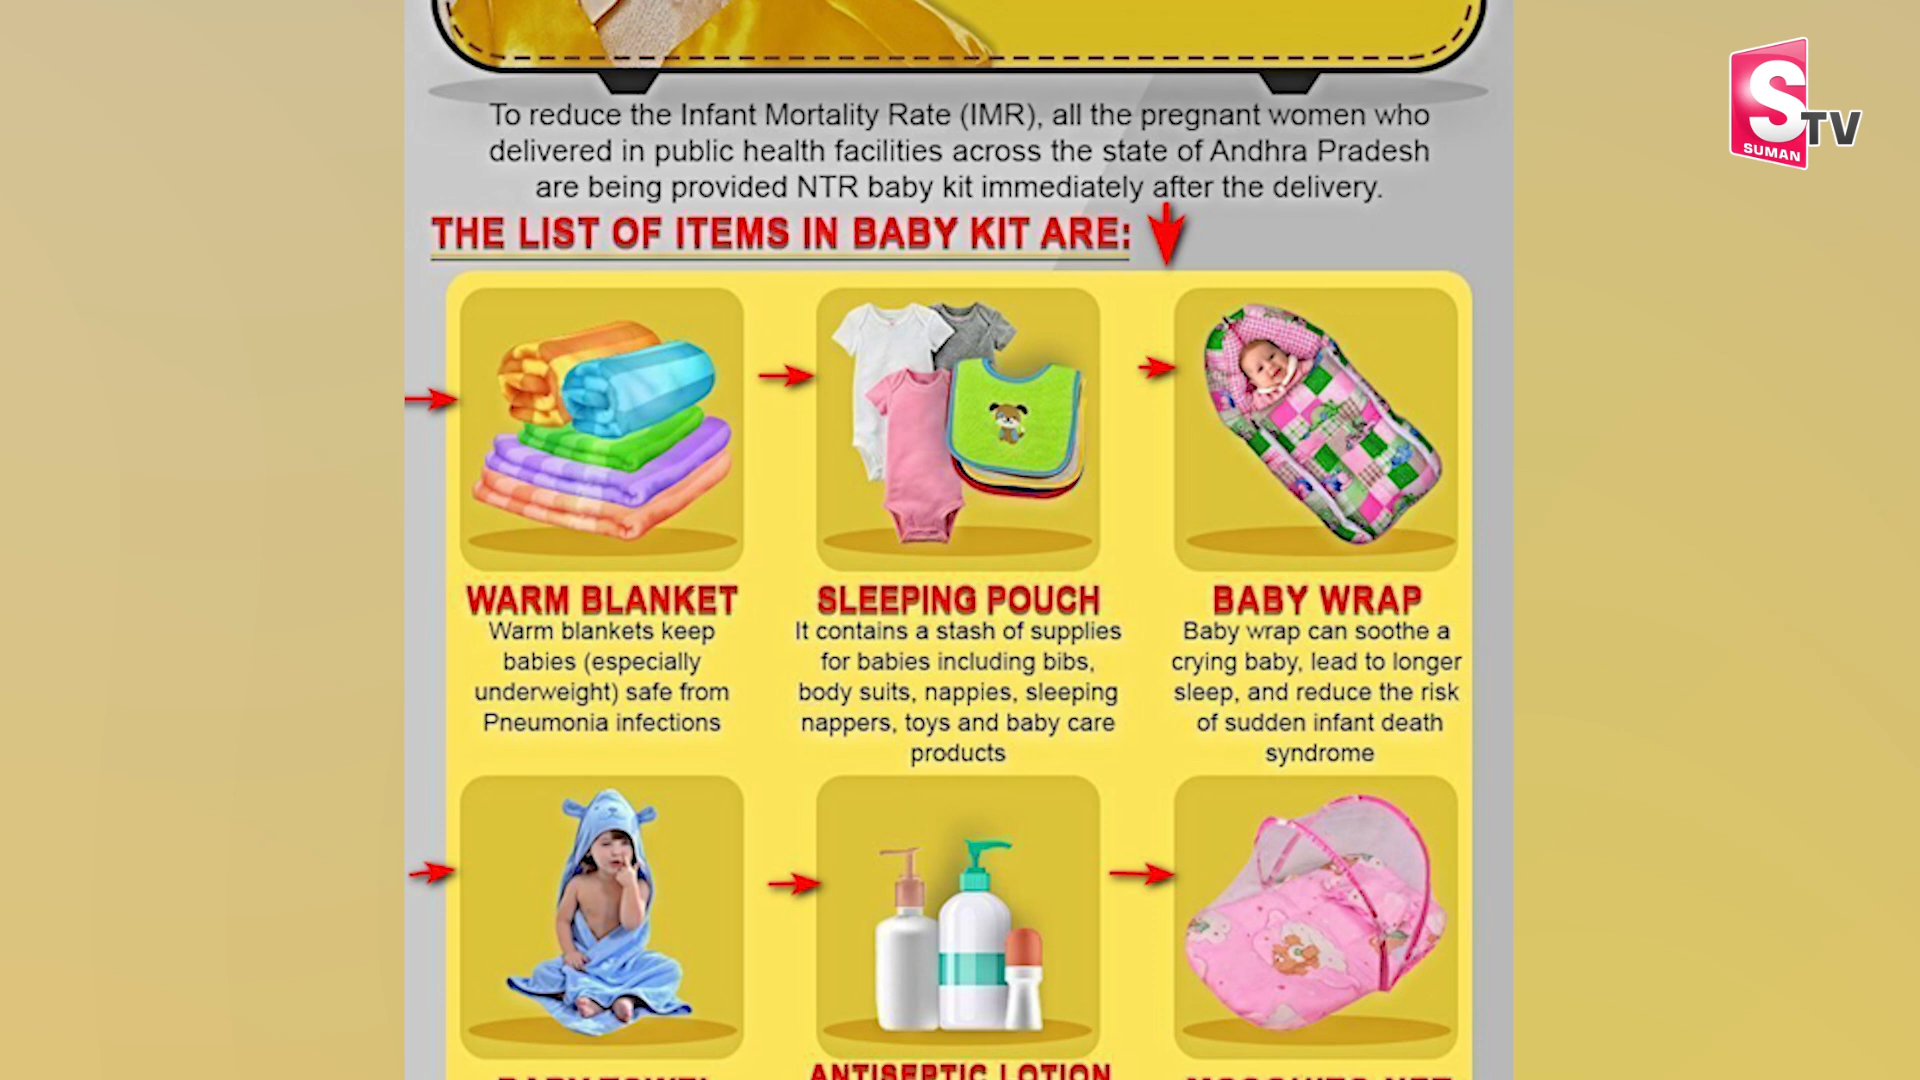 To reduce the Infant Mortality Rate (IMR), all the pregnant women who
delivered in public health facilities across the state of Andhra Pradesh
are being provided NTR baby kit immediately after the delivery.
THE LIST OF ITEMS IN BABY KIT ARE:
WARM BLANKET
Warm blankets keep
babies (especially
underweight) safe from
Pneumonia infections
SLEEPING POUCH
It contains a stash of supplies
for babies including bibs,
body suits, nappies, sleeping
nappers, toys and baby care
products
BABY WRAP
Baby wrap can soothe a
crying baby, lead to longer
sleep, and reduce the risk
of sudden infant death
syndrome
BABY TOWEL
ANTISEPTIC LOTION
MOSQUITO NET
S TV
SUMAN